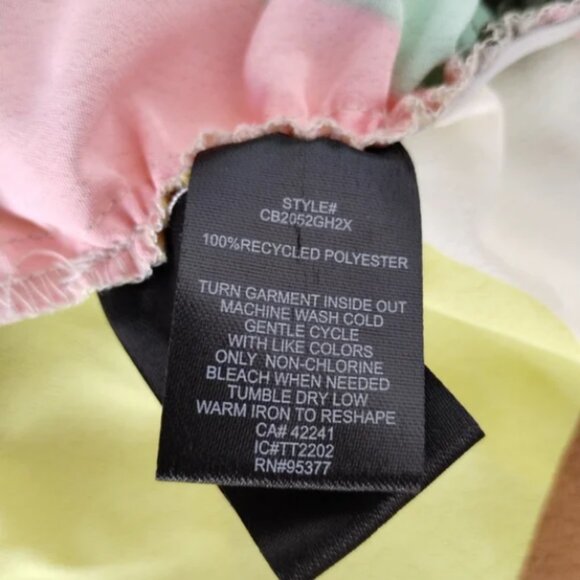 STYLE#
CB2052GH2X
100%RECYCLED POLYESTER
TURN GARMENT INSIDE OUT
MACHINE WASH COLD
GENTLE CYCLE
WITH LIKE COLORS
ONLY NON-CHLORINE
BLEACH WHEN NEEDED
TUMBLE DRY LOW
WARM IRON TO RESHAPE
CA# 42241
IC#TT2202
RN#95377